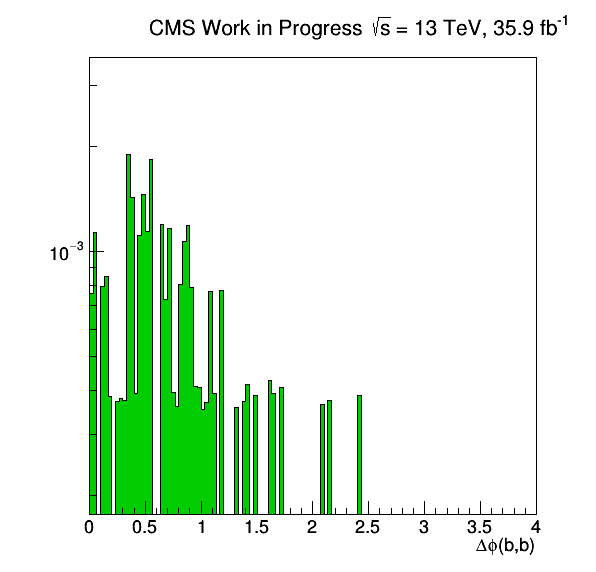 CMS Work in Progress √s = 13 TeV, 35.9 fb⁻¹
10⁻³
0 0.5 1 1.5 2 2.5 3 3.5 4
Δϕ(b,b)